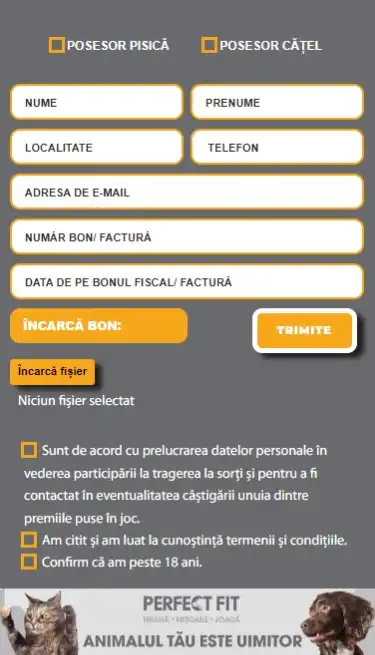 POSESOR PISICĂ POSESOR CĂȚEL
NUME PRENUME
LOCALITATE TELEFON
ADRESA DE E-MAIL
NUMĂR BON/ FACTURĂ
DATA DE PE BONUL FISCAL/ FACTURĂ
ÎNCARCĂ BON: TRIMITE
Încarcă fișier
Niciun fișier selectat
Sunt de acord cu prelucrarea datelor personale în
vederea participării la tragerea la sorți și pentru a fi
contactat în eventualitatea câștigării unuia dintre
premiile puse în joc.
Am citit și am luat la cunoștință termenii și condițiile.
Confirm că am peste 18 ani.
PERFECT FIT
HRANĂ • MIȘCARE • JOACĂ
ANIMALUL TĂU ESTE UIMITOR